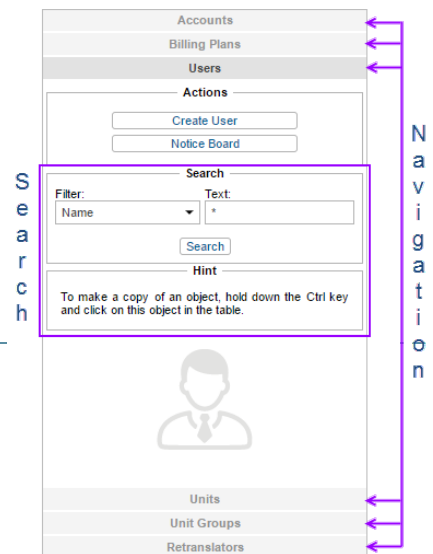 Accounts
Billing Plans
Users
Actions
Create User
Notice Board
Search
Search
Filter:
Text:
Name
*
Search
Hint
To make a copy of an object, hold down the Ctrl key
and click on this object in the table.
Navigation
Units
Unit Groups
Retranslators